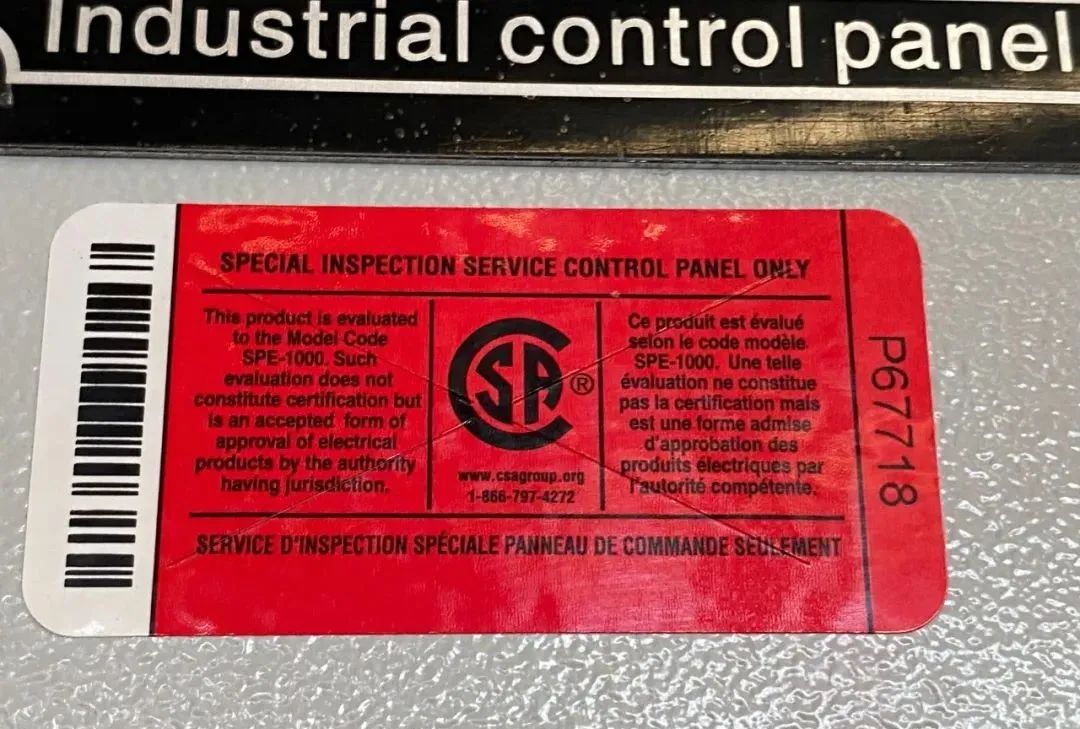 Industrial control panel
SPECIAL INSPECTION SERVICE CONTROL PANEL ONLY
This product is evaluated
to the Model Code
SPE-1000. Such
evaluation does not
constitute certification but
is an accepted form of
approval of electrical
products by the authority
having jurisdiction.
CSA®
www.csagroup.org
1-866-797-4272
Ce produit est évalué
selon le code modèle
SPE-1000. Une telle
évaluation ne constitue
pas la certification mais
est une forme admise
d'approbation des
produits électriques par
l'autorité compétente.
SERVICE D'INSPECTION SPÉCIALE PANNEAU DE COMMANDE SEULEMENT
P67718